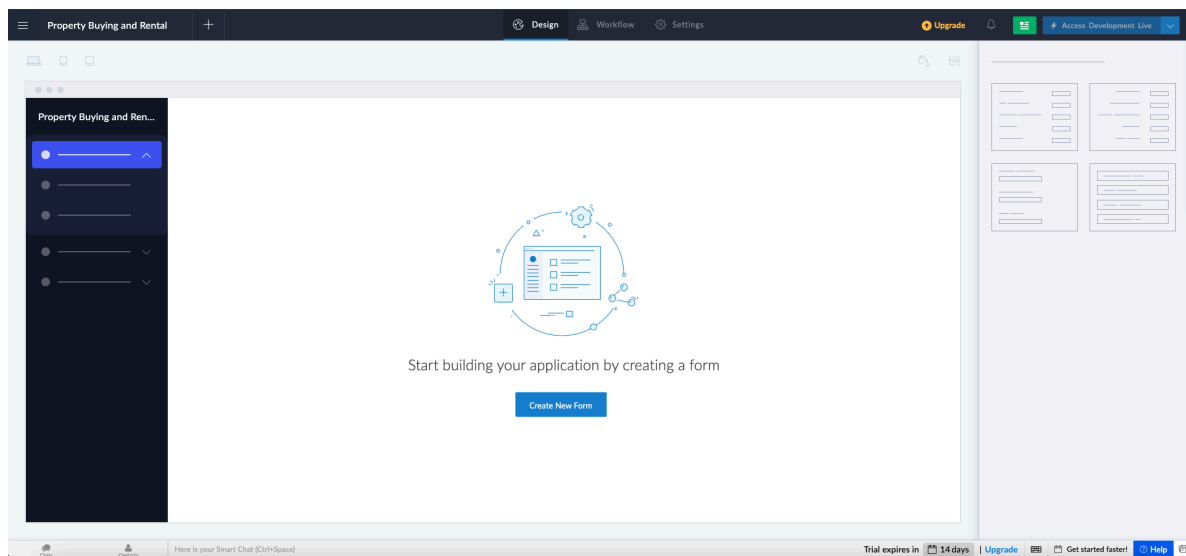 Property Buying and Rental
Design
Workflow
Settings
Upgrade
Access Development Live
Property Buying and Ren...
Start building your application by creating a form
Create New Form
Here is your Smart Chat (Ctrl+Space)
Trial expires in 14 days | Upgrade
Get started faster!
Help